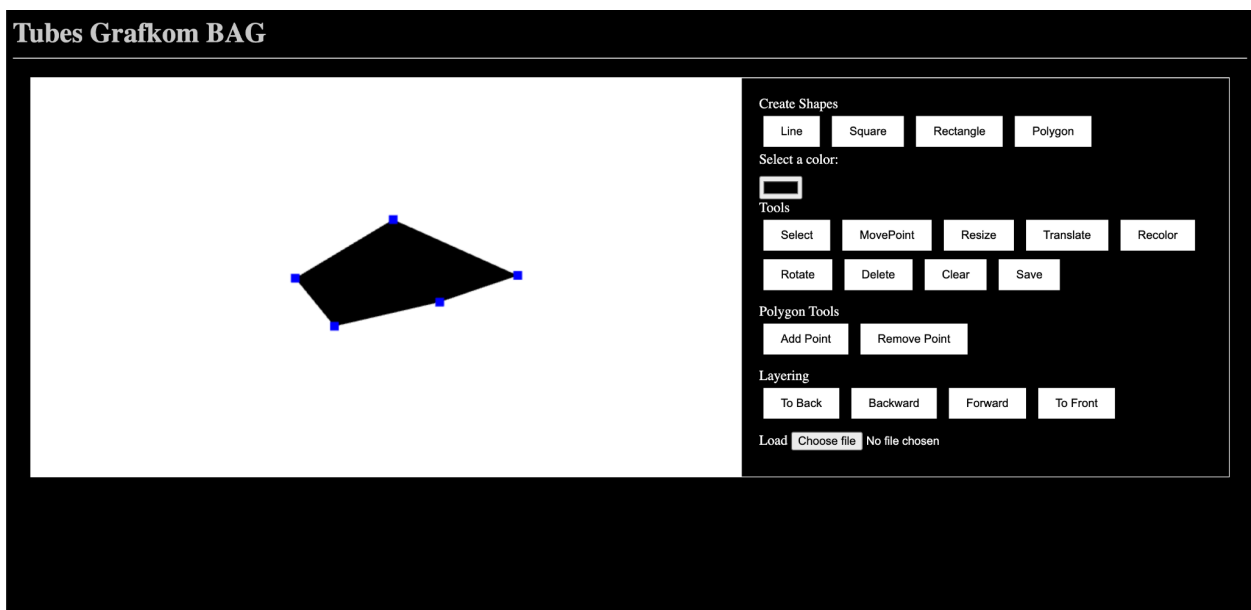 Tubes Grafkom BAG
Create Shapes
Line Square Rectangle Polygon
Select a color:
Tools
Select MovePoint Resize Translate Recolor
Rotate Delete Clear Save
Polygon Tools
Add Point Remove Point
Layering
To Back Backward Forward To Front
Load Choose file No file chosen